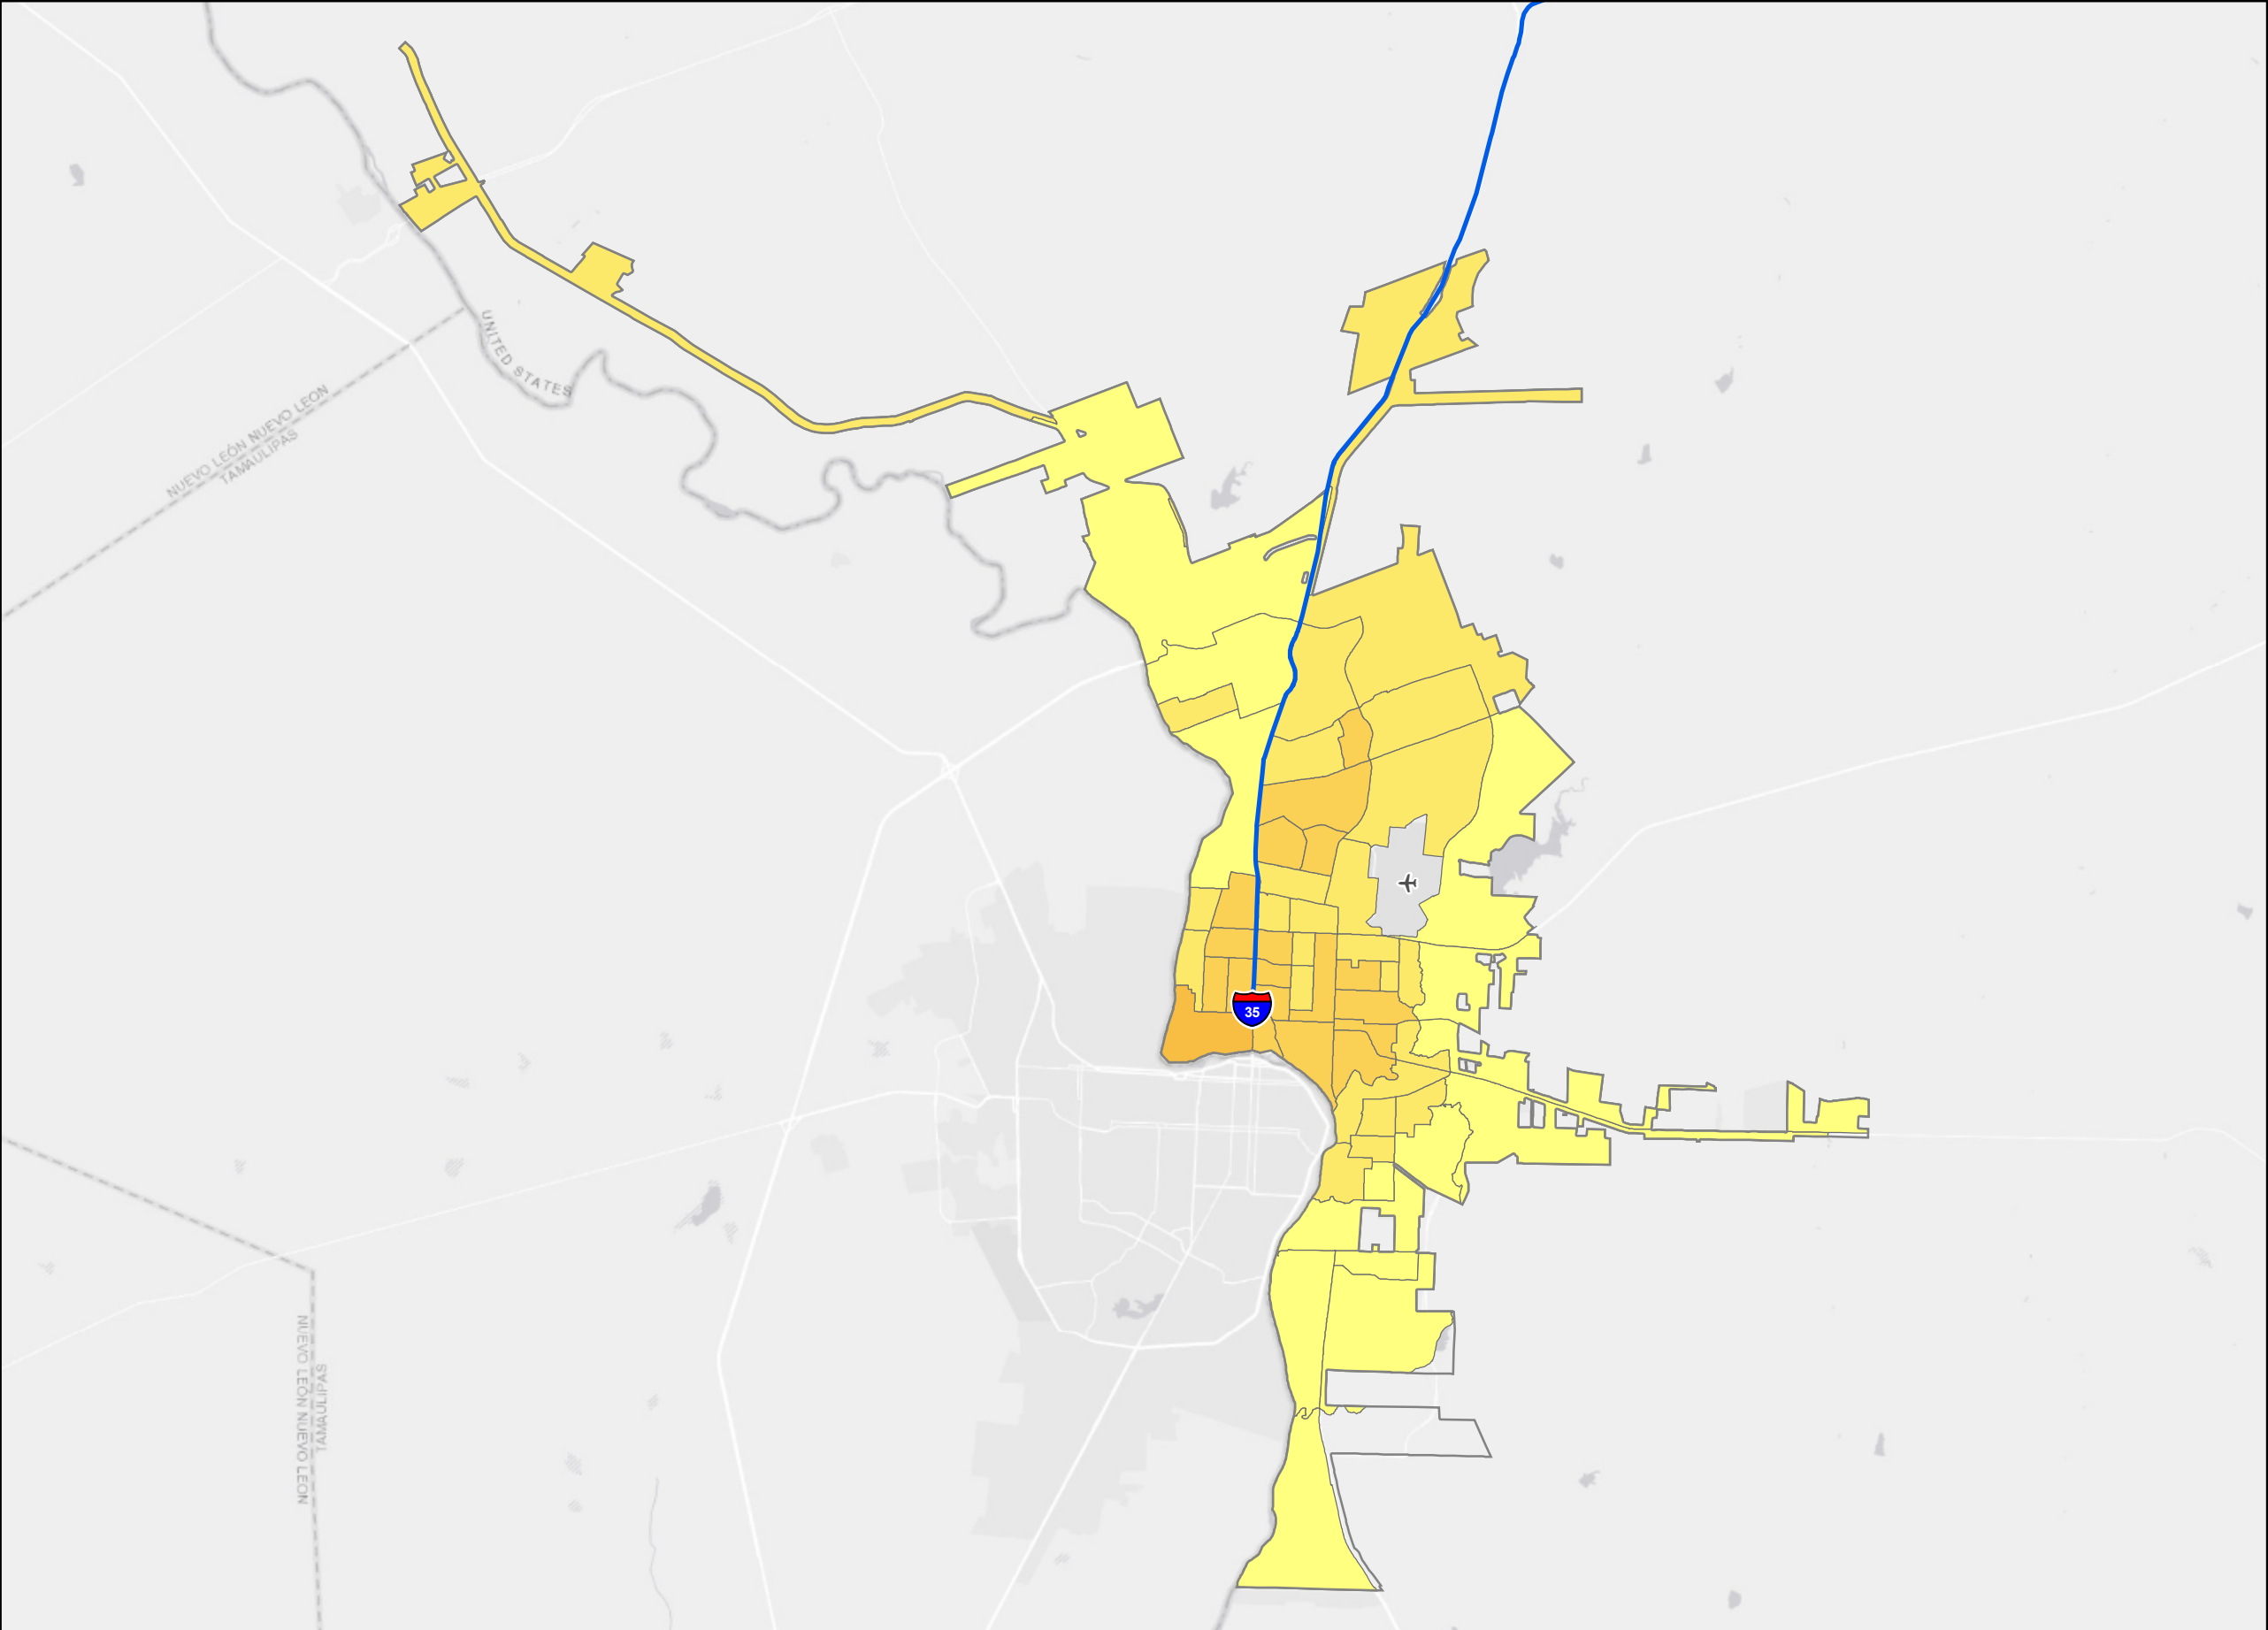 UNITED STATES
NUEVO LEÓN NUEVO LEON
TAMAULIPAS
35
TAMAULIPAS
NUEVO LEÓN NUEVO LEON